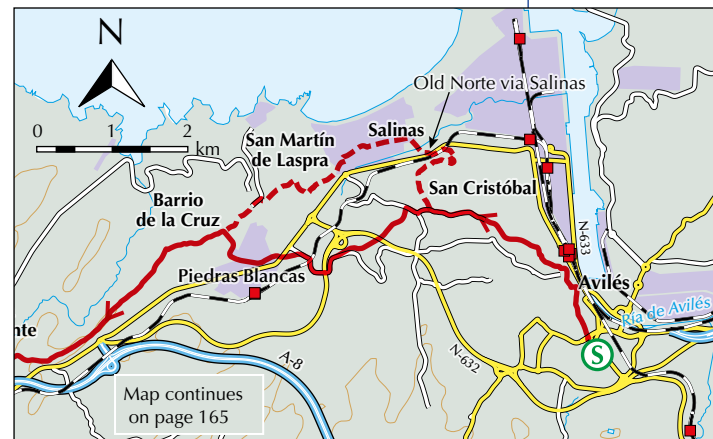 N
0 1 2
km
Old Norte via Salinas
San Martín
de Laspra
Salinas
San Cristóbal
Barrio
de la Cruz
N-633
Piedras Blancas
Avilés
Ría de Avilés
nte
S
A-8
N-632
Map continues
on page 165